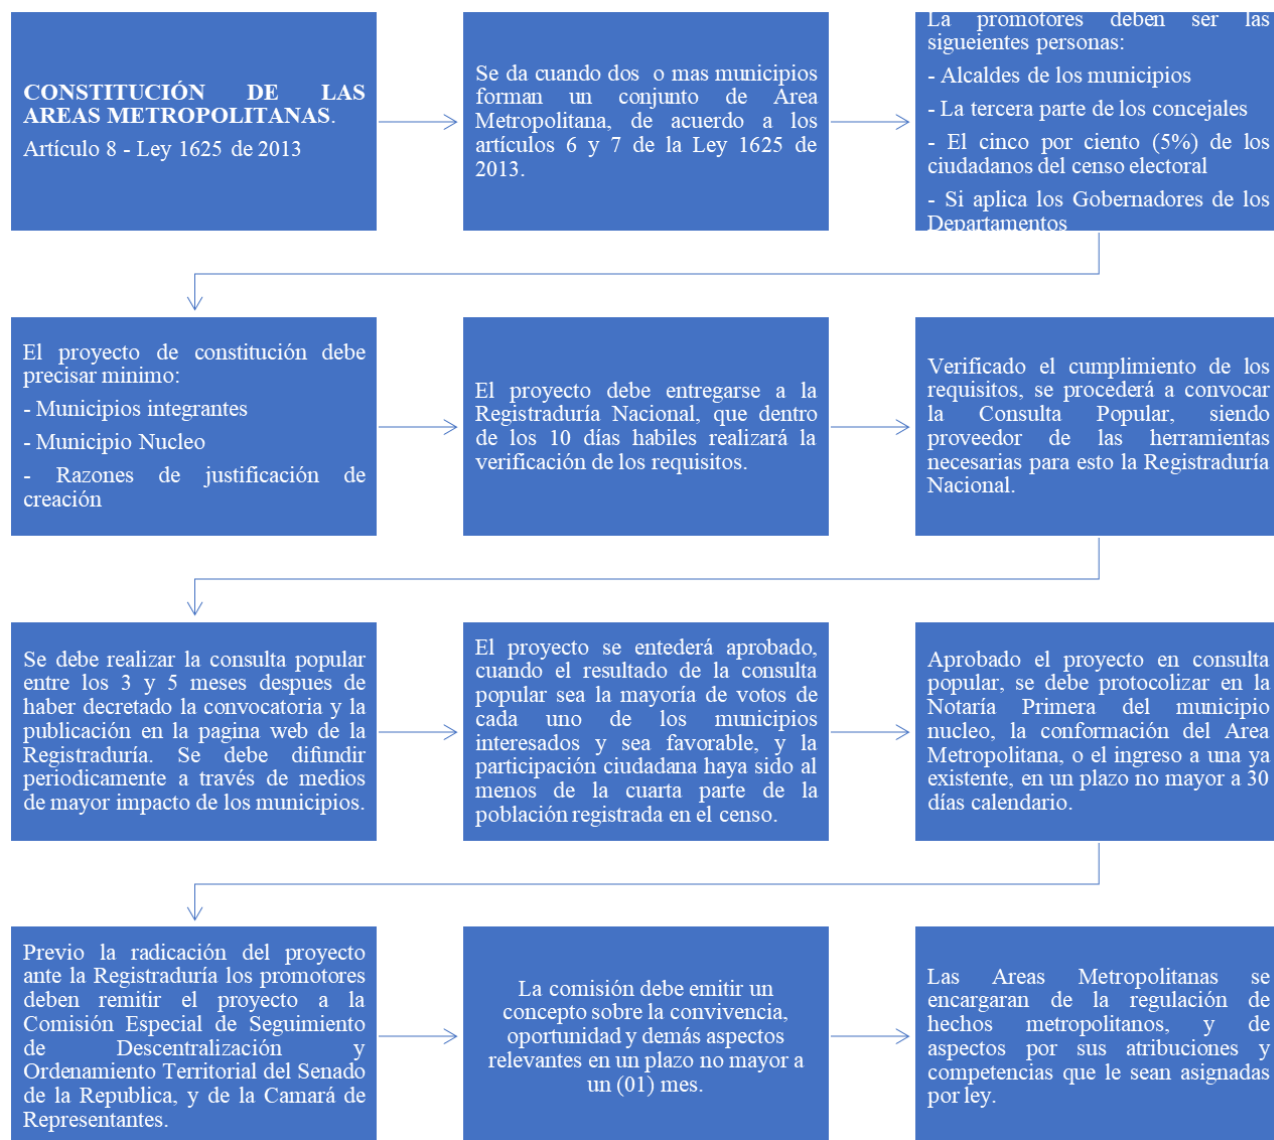 CONSTITUCIÓN DE LAS
AREAS METROPOLITANAS.
Artículo 8 - Ley 1625 de 2013
Se da cuando dos o mas municipios
forman un conjunto de Area
Metropolitana, de acuerdo a los
artículos 6 y 7 de la Ley 1625 de
2013.
La promotores deben ser las
sigueientes personas:
- Alcaldes de los municipios
- La tercera parte de los concejales
- El cinco por ciento (5%) de los
ciudadanos del censo electoral
- Si aplica los Gobernadores de los
Departamentos
El proyecto de constitución debe
precisar minimo:
- Municipios integrantes
- Municipio Nucleo
- Razones de justificación de
creación
El proyecto debe entregarse a la
Registraduría Nacional, que dentro
de los 10 días habiles realizará la
verificación de los requisitos.
Verificado el cumplimiento de los
requisitos, se procederá a convocar
la Consulta Popular, siendo
proveedor de las herramientas
necesarias para esto la Registraduría
Nacional.
Se debe realizar la consulta popular
entre los 3 y 5 meses despues de
haber decretado la convocatoria y la
publicación en la pagina web de la
Registraduría. Se debe difundir
periodicamente a través de medios
de mayor impacto de los municipios.
El proyecto se entederá aprobado,
cuando el resultado de la consulta
popular sea la mayoría de votos de
cada uno de los municipios
interesados y sea favorable, y la
participación ciudadana haya sido al
menos de la cuarta parte de la
población registrada en el censo.
Aprobado el proyecto en consulta
popular, se debe protocolizar en la
Notaría Primera del municipio
nucleo, la conformación del Area
Metropolitana, o el ingreso a una ya
existente, en un plazo no mayor a 30
días calendario.
Previo la radicación del proyecto
ante la Registraduría los promotores
deben remitir el proyecto a la
Comisión Especial de Seguimiento
de Descentralización y
Ordenamiento Territorial del Senado
de la Republica, y de la Camará de
Representantes.
La comisión debe emitir un
concepto sobre la convivencia,
oportunidad y demás aspectos
relevantes en un plazo no mayor a
un (01) mes.
Las Areas Metropolitanas se
encargaran de la regulación de
hechos metropolitanos, y de
aspectos por sus atribuciones y
competencias que le sean asignadas
por ley.